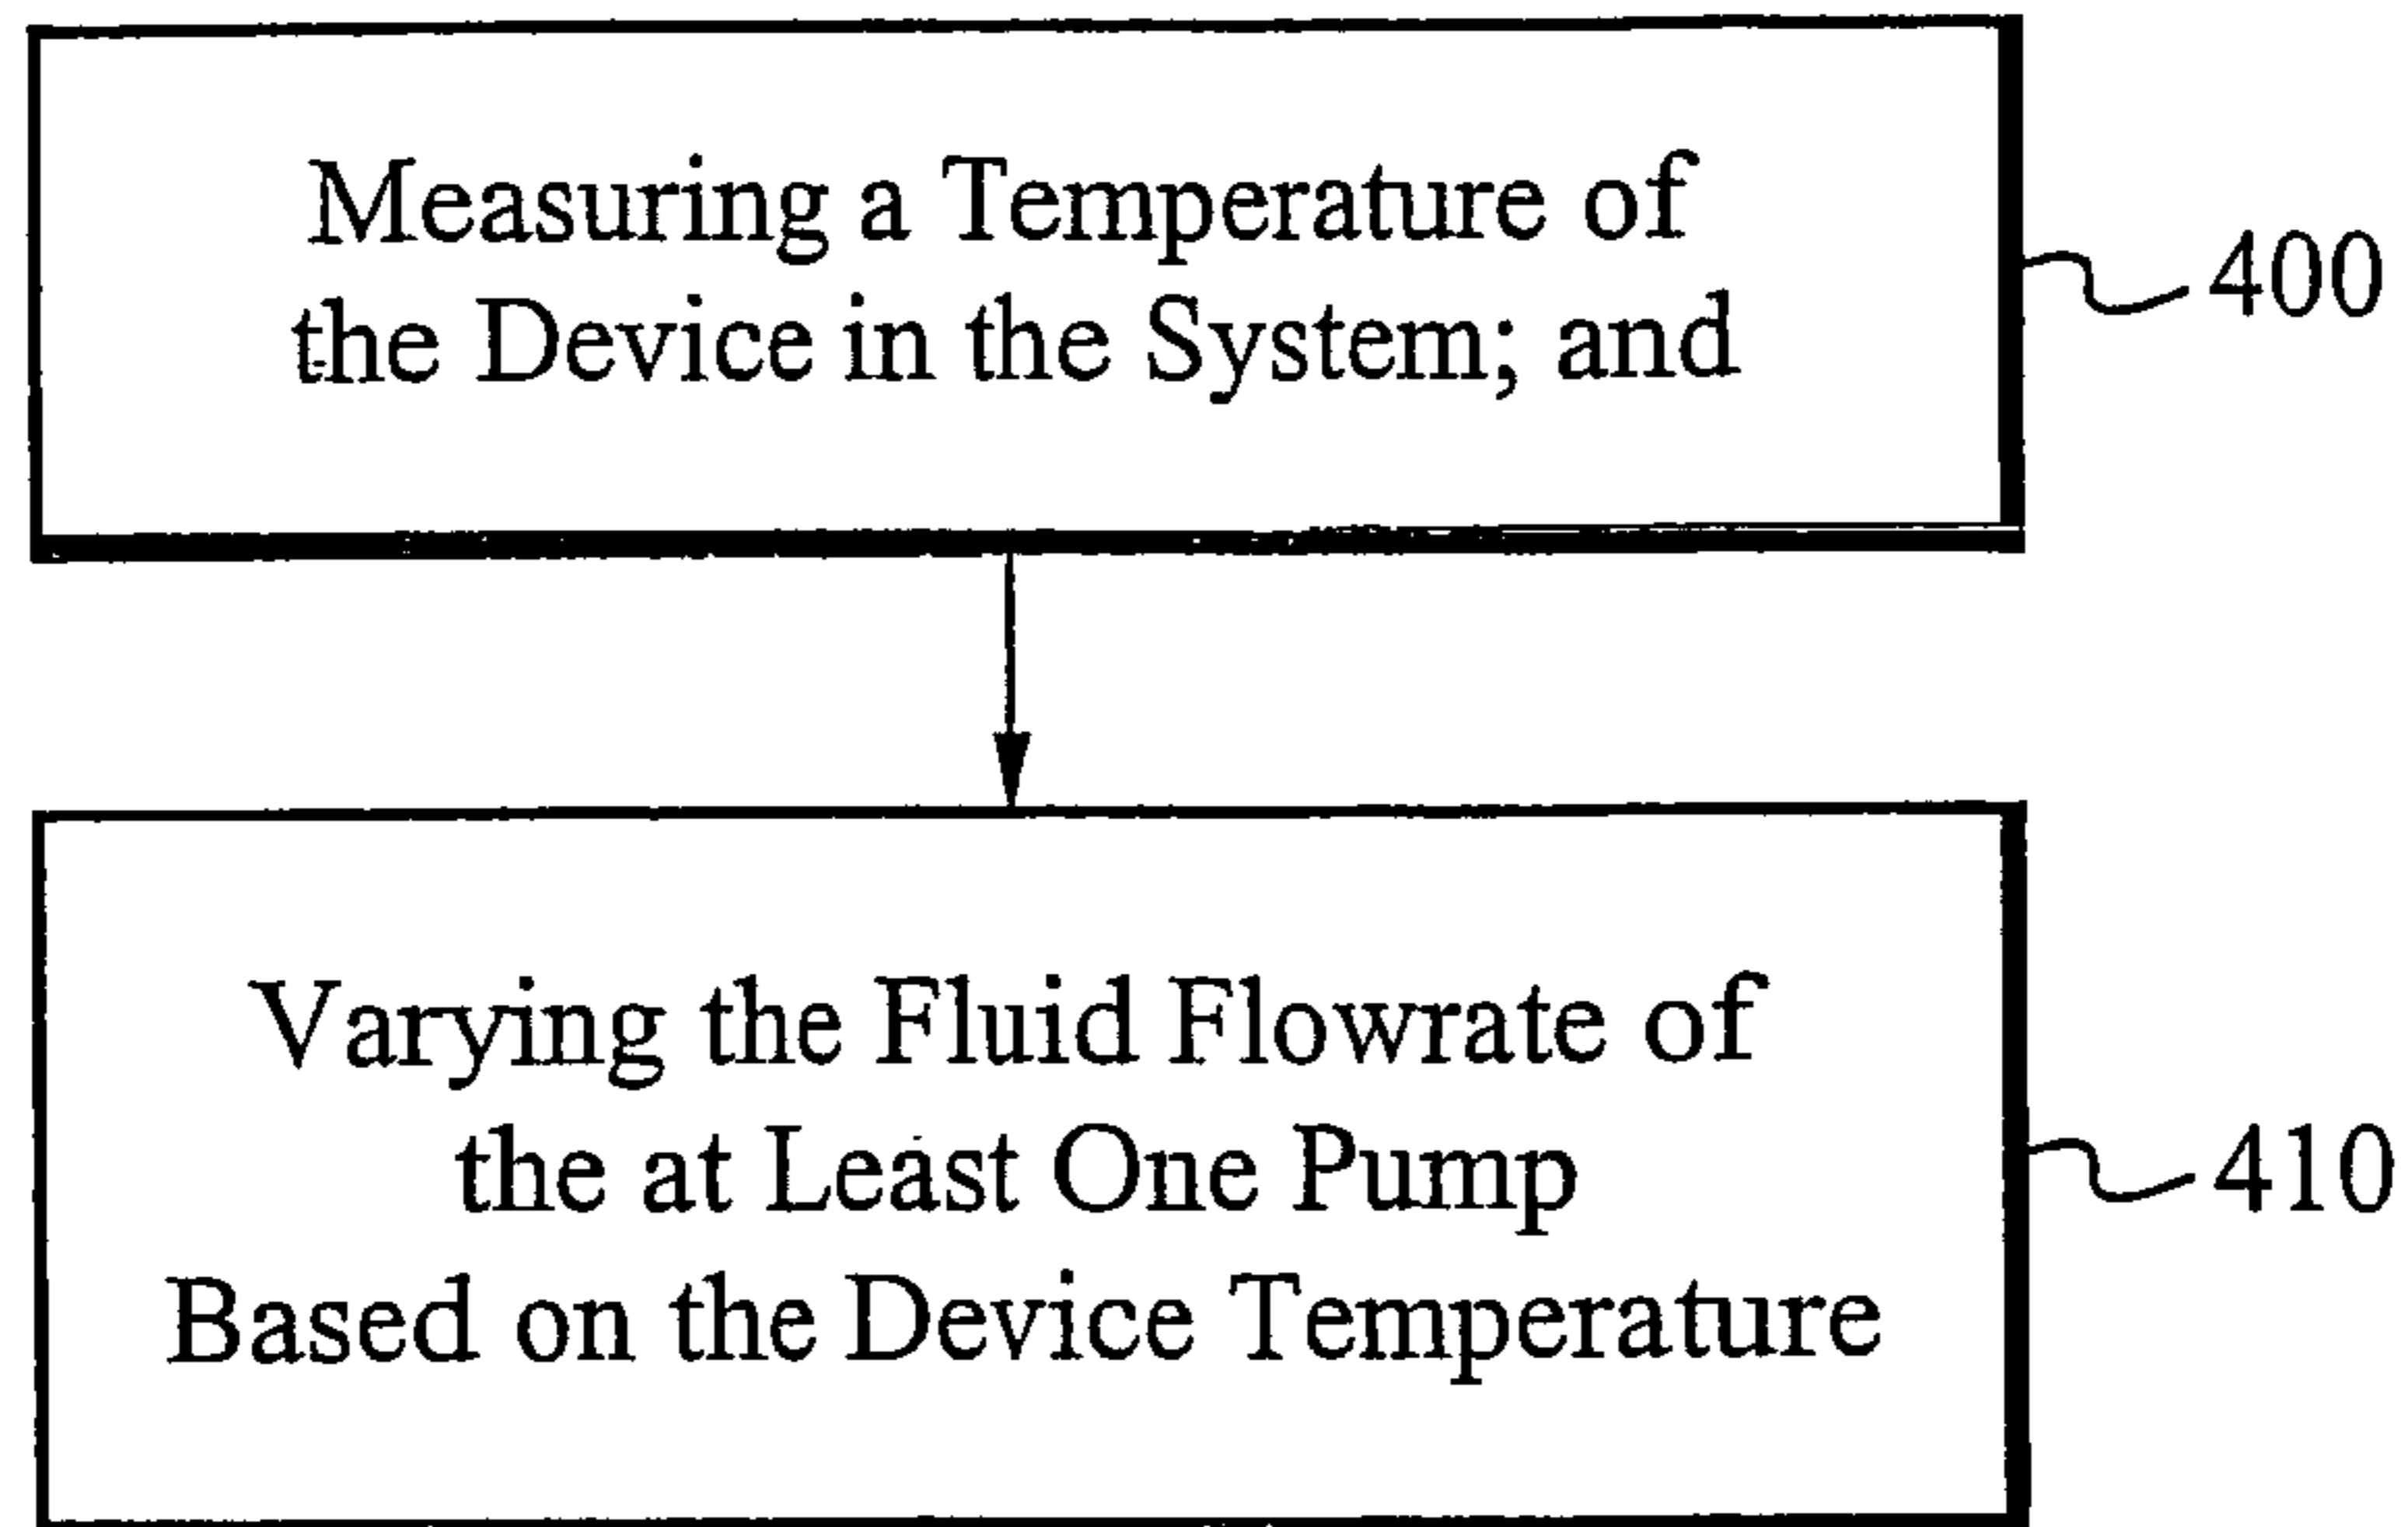 Measuring a Temperature of
the Device in the System; and
400
Varying the Fluid Flowrate of
the at Least One Pump
Based on the Device Temperature
410